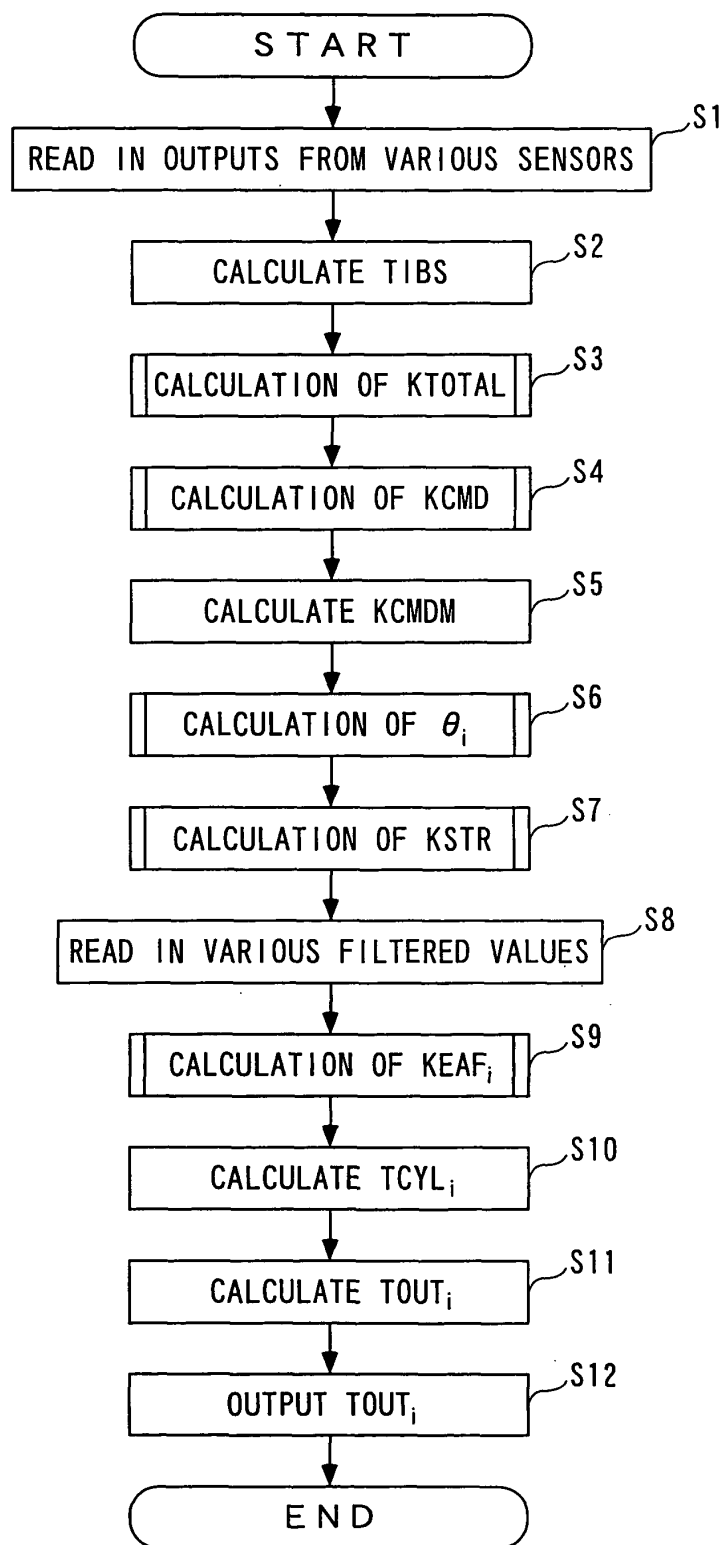 START
S1
READ IN OUTPUTS FROM VARIOUS SENSORS
S2
CALCULATE TIBS
S3
CALCULATION OF KTOTAL
S4
CALCULATION OF KCMD
S5
CALCULATE KCMDM
S6
CALCULATION OF θi
S7
CALCULATION OF KSTR
S8
READ IN VARIOUS FILTERED VALUES
S9
CALCULATION OF KEAFi
S10
CALCULATE TCYLi
S11
CALCULATE TOUTi
S12
OUTPUT TOUTi
END